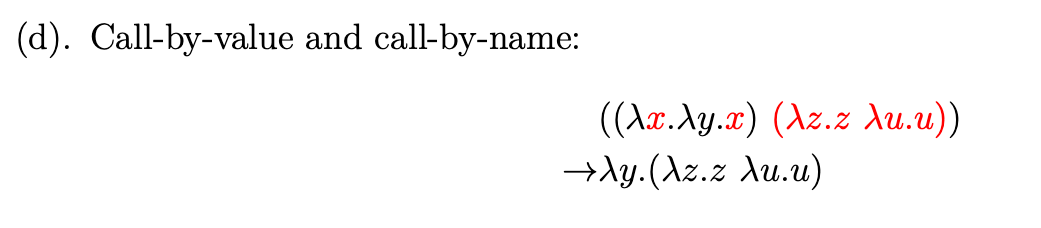 (d). Call-by-value and call-by-name:
((λx.λy.x) (λz.z λu.u))
→λy.(λz.z λu.u)